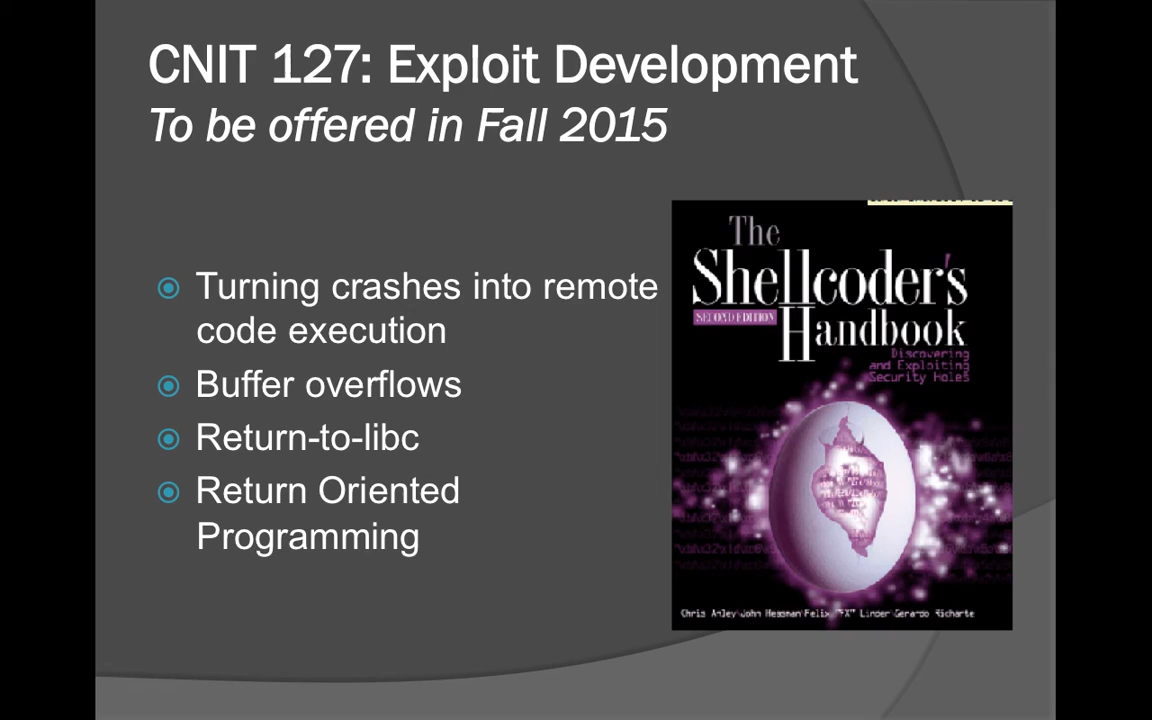 CNIT 127: Exploit Development
To be offered in Fall 2015
Turning crashes into remote
code execution
Buffer overflows
Return-to-libc
Return Oriented
Programming
The
Shellcoder's
SECOND EDITION
Handbook
Discovering
and Exploiting
Security Holes
Chris Anley John Heasman Felix "FX" Linder Gerardo Richarte